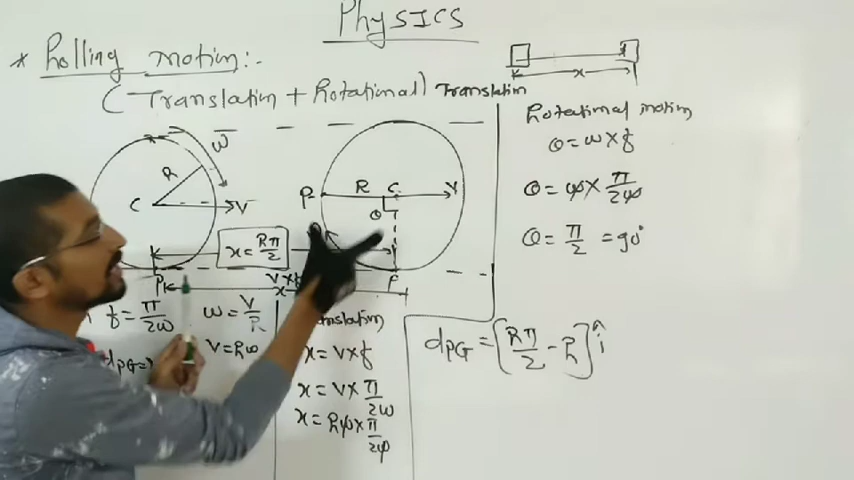 Physics
* Rolling motion:-
(Translation + Rotational)
Translation
x
Rotational motion
θ = ω × t
θ = ω × π/2ω
θ = π/2 = 90°
ω
R
C
V
P
R
C
V
θ
x = Rπ/2
P
P
t = π/2ω
ω = V/R
V = Rω
x = V × t
x = V × π/2ω
x = Rω × π/2ω
dPG = [Rπ/2 - R] î